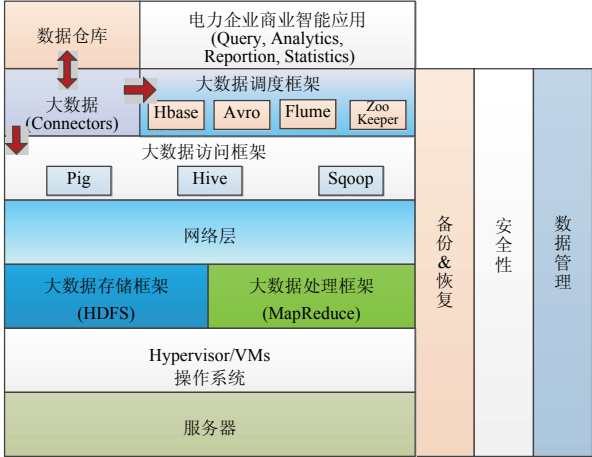 数据仓库
电力企业商业智能应用
(Query, Analytics,
Reportion, Statistics)
大数据
(Connectors)
大数据调度框架
Hbase
Avro
Flume
Zoo
Keeper
大数据访问框架
Pig
Hive
Sqoop
网络层
大数据存储框架
(HDFS)
大数据处理框架
(MapReduce)
Hypervisor/VMs
操作系统
服务器
备份&恢复
安全性
数据管理